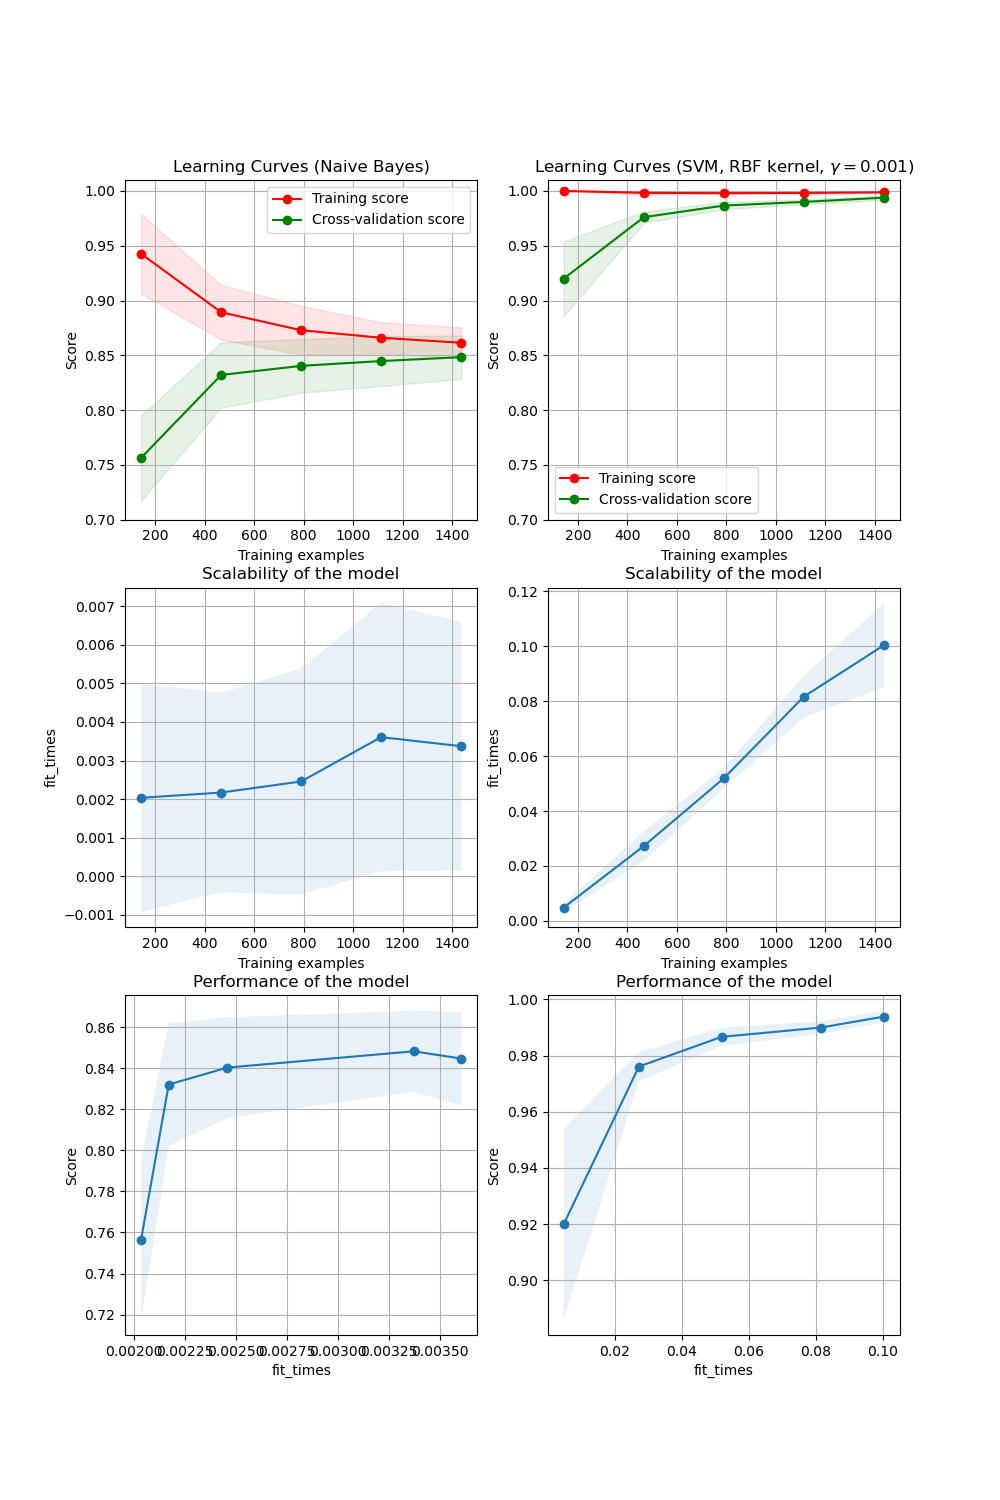 Learning Curves (Naive Bayes)
1.00
0.95
0.90
0.85
0.80
0.75
0.70
Score
Training score
Cross-validation score
200 400 600 800 1000 1200 1400
Training examples
Learning Curves (SVM, RBF kernel, γ = 0.001)
1.00
0.95
0.90
0.85
0.80
0.75
0.70
Score
Training score
Cross-validation score
200 400 600 800 1000 1200 1400
Training examples
Scalability of the model
0.007
0.006
0.005
0.004
0.003
0.002
0.001
0.000
−0.001
fit_times
200 400 600 800 1000 1200 1400
Training examples
Scalability of the model
0.12
0.10
0.08
0.06
0.04
0.02
0.00
fit_times
200 400 600 800 1000 1200 1400
Training examples
Performance of the model
0.86
0.84
0.82
0.80
0.78
0.76
0.74
0.72
Score
0.00200 0.00225 0.00250 0.00275 0.00300 0.00325 0.00350
fit_times
Performance of the model
1.00
0.98
0.96
0.94
0.92
0.90
Score
0.02 0.04 0.06 0.08 0.10
fit_times